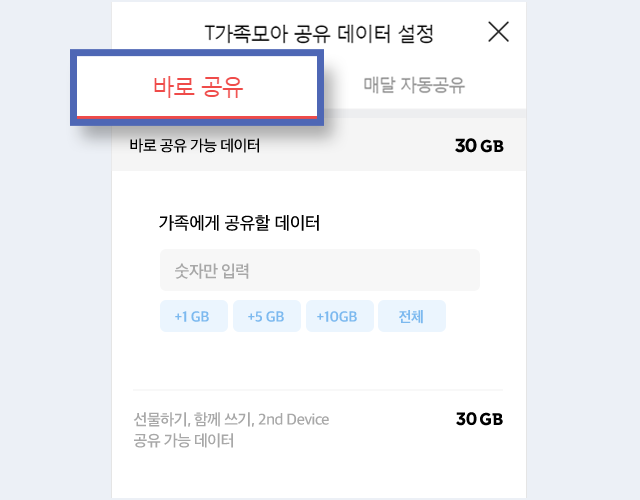 T가족모아 공유 데이터 설정
바로 공유
매달 자동공유
바로 공유 가능 데이터
30 GB
가족에게 공유할 데이터
숫자만 입력
+1 GB
+5 GB
+10GB
전체
선물하기, 함께 쓰기, 2nd Device
공유 가능 데이터
30 GB